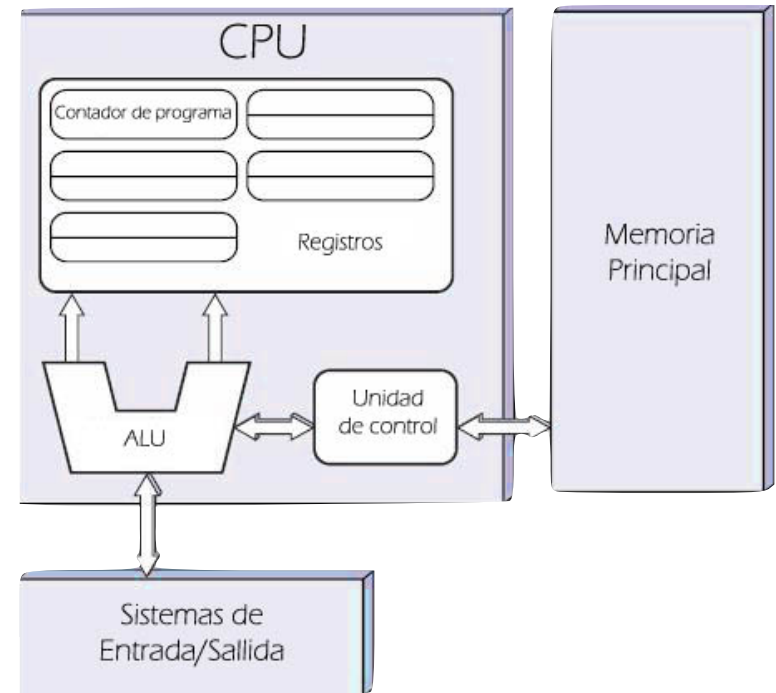 CPU
Contador de programa
Registros
Memoria
Principal
ALU
Unidad
de control
Sistemas de
Entrada/Sallida